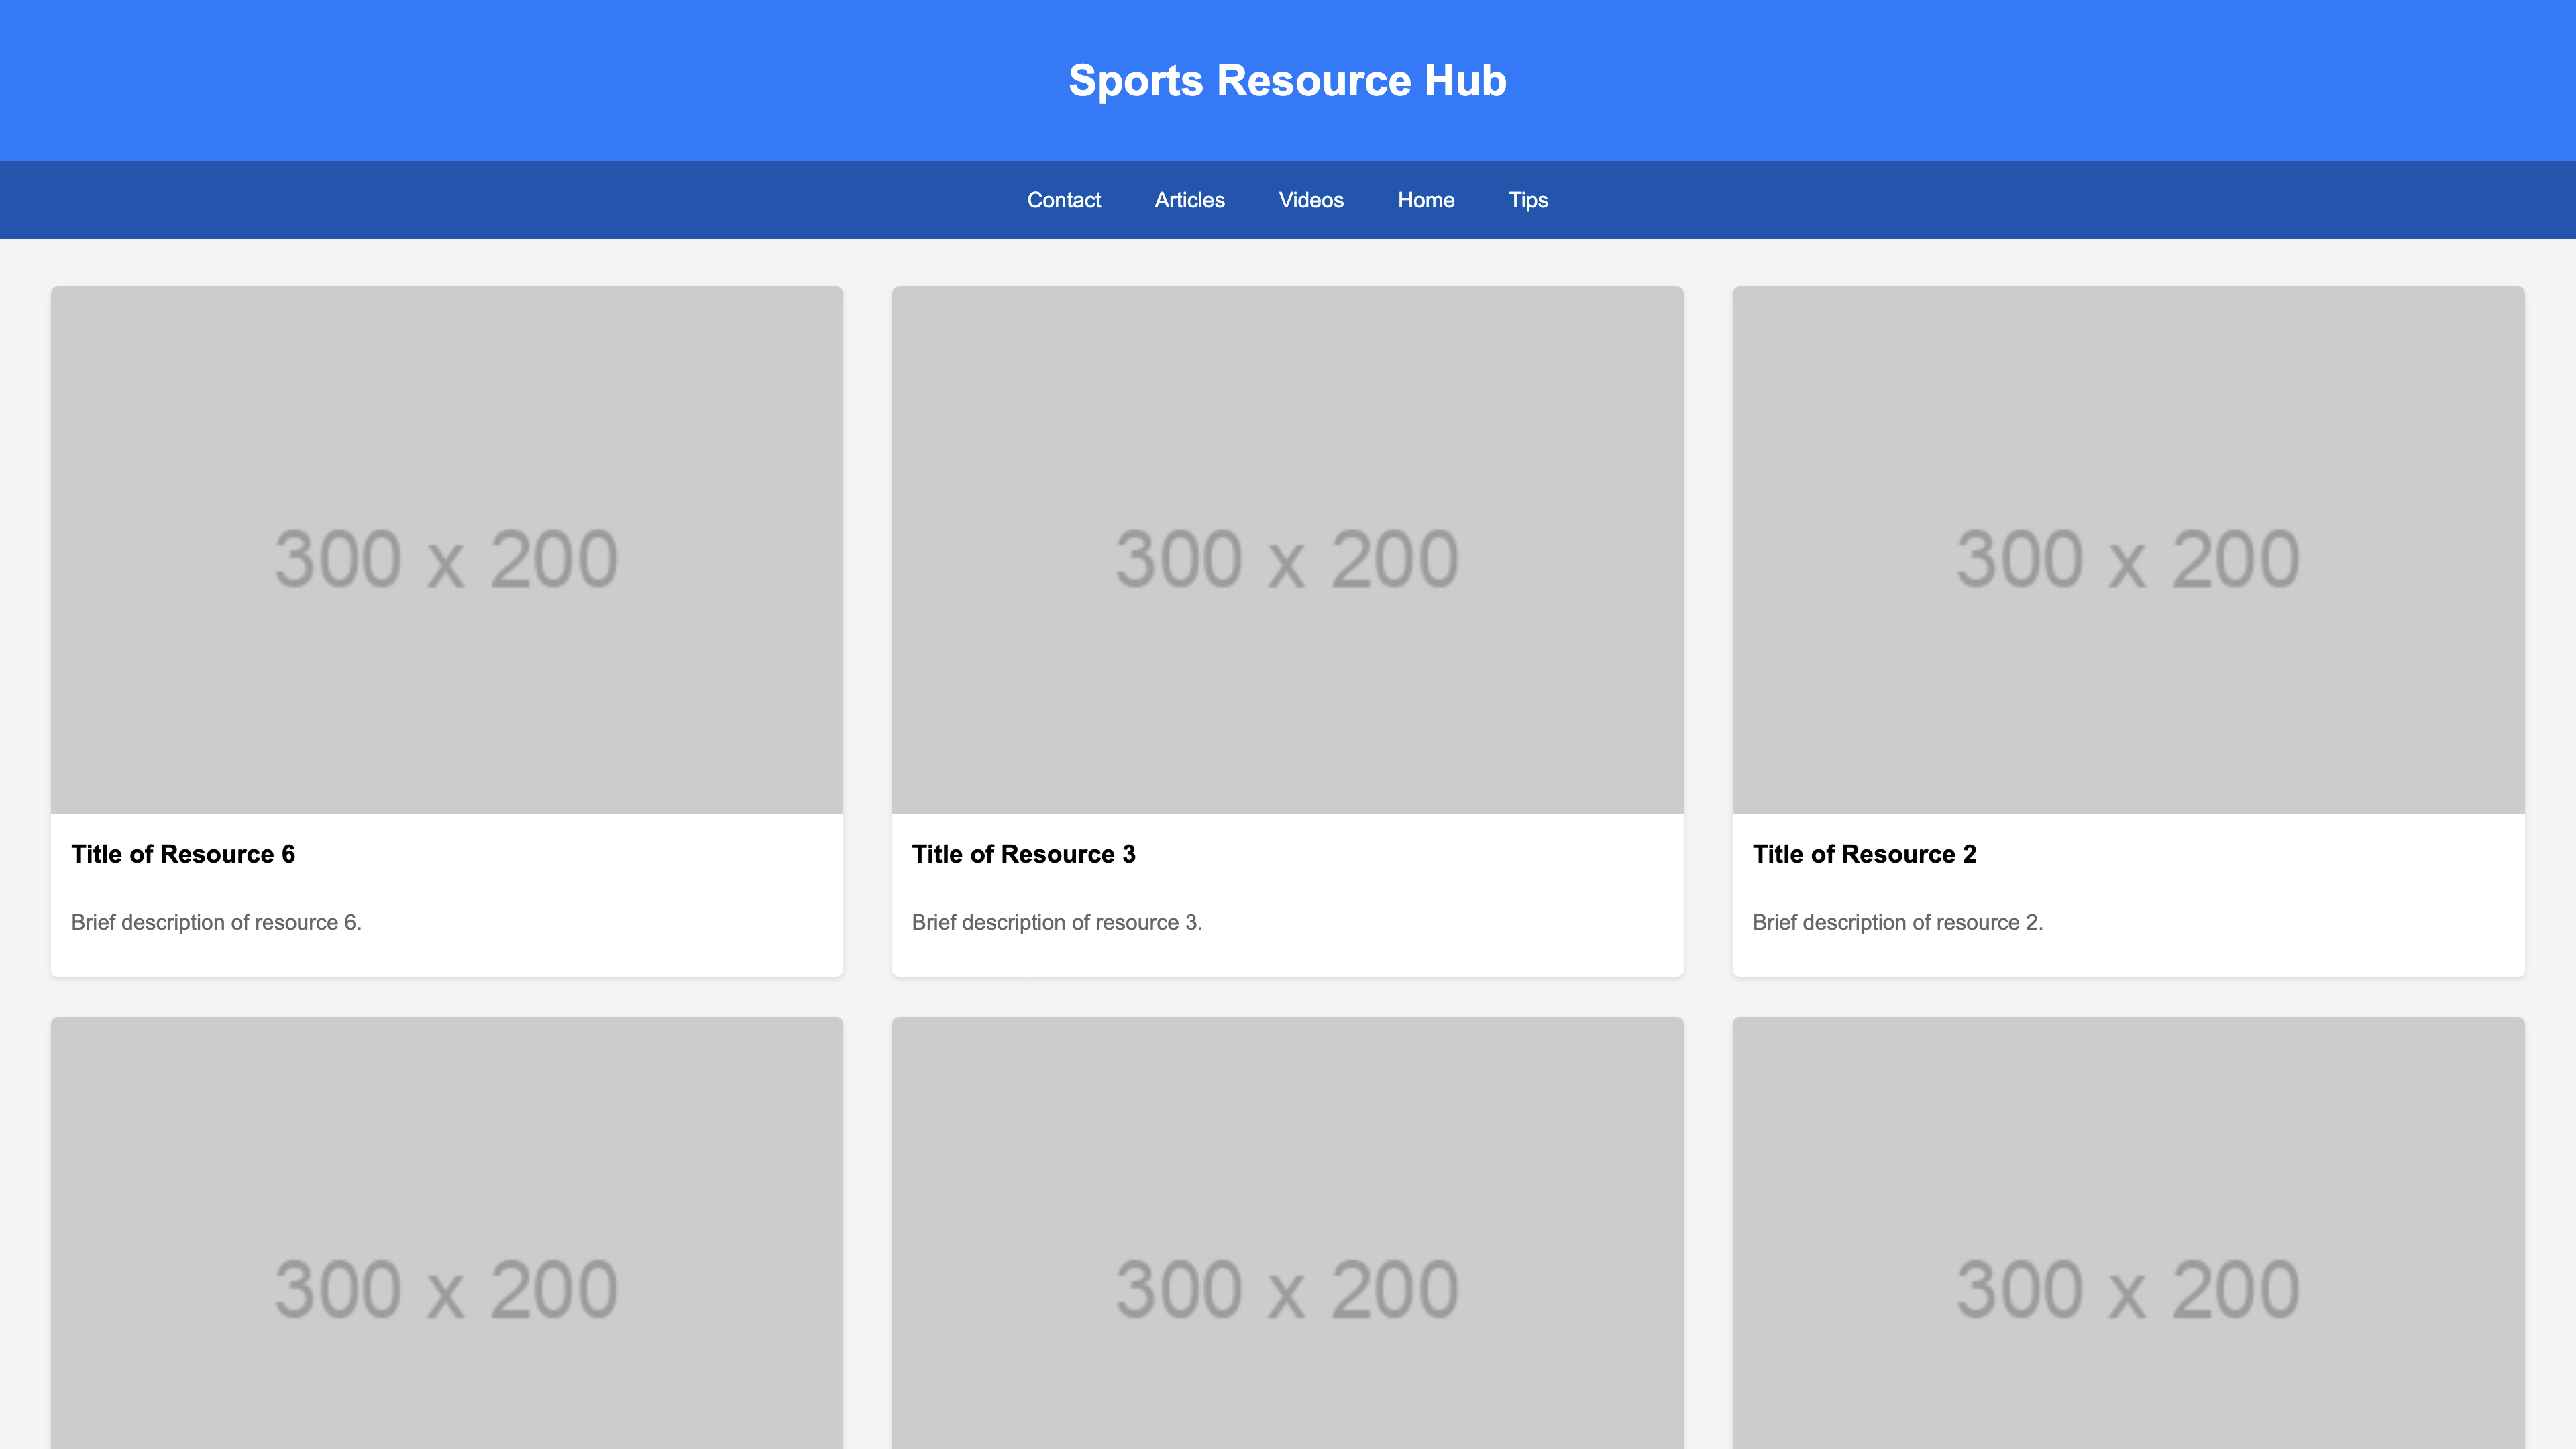 Sports Resource Hub
Contact Articles Videos Home Tips
300 x 200 300 x 200 300 x 200
Title of Resource 6 Title of Resource 3 Title of Resource 2
Brief description of resource 6. Brief description of resource 3. Brief description of resource 2.
300 x 200 300 x 200 300 x 200